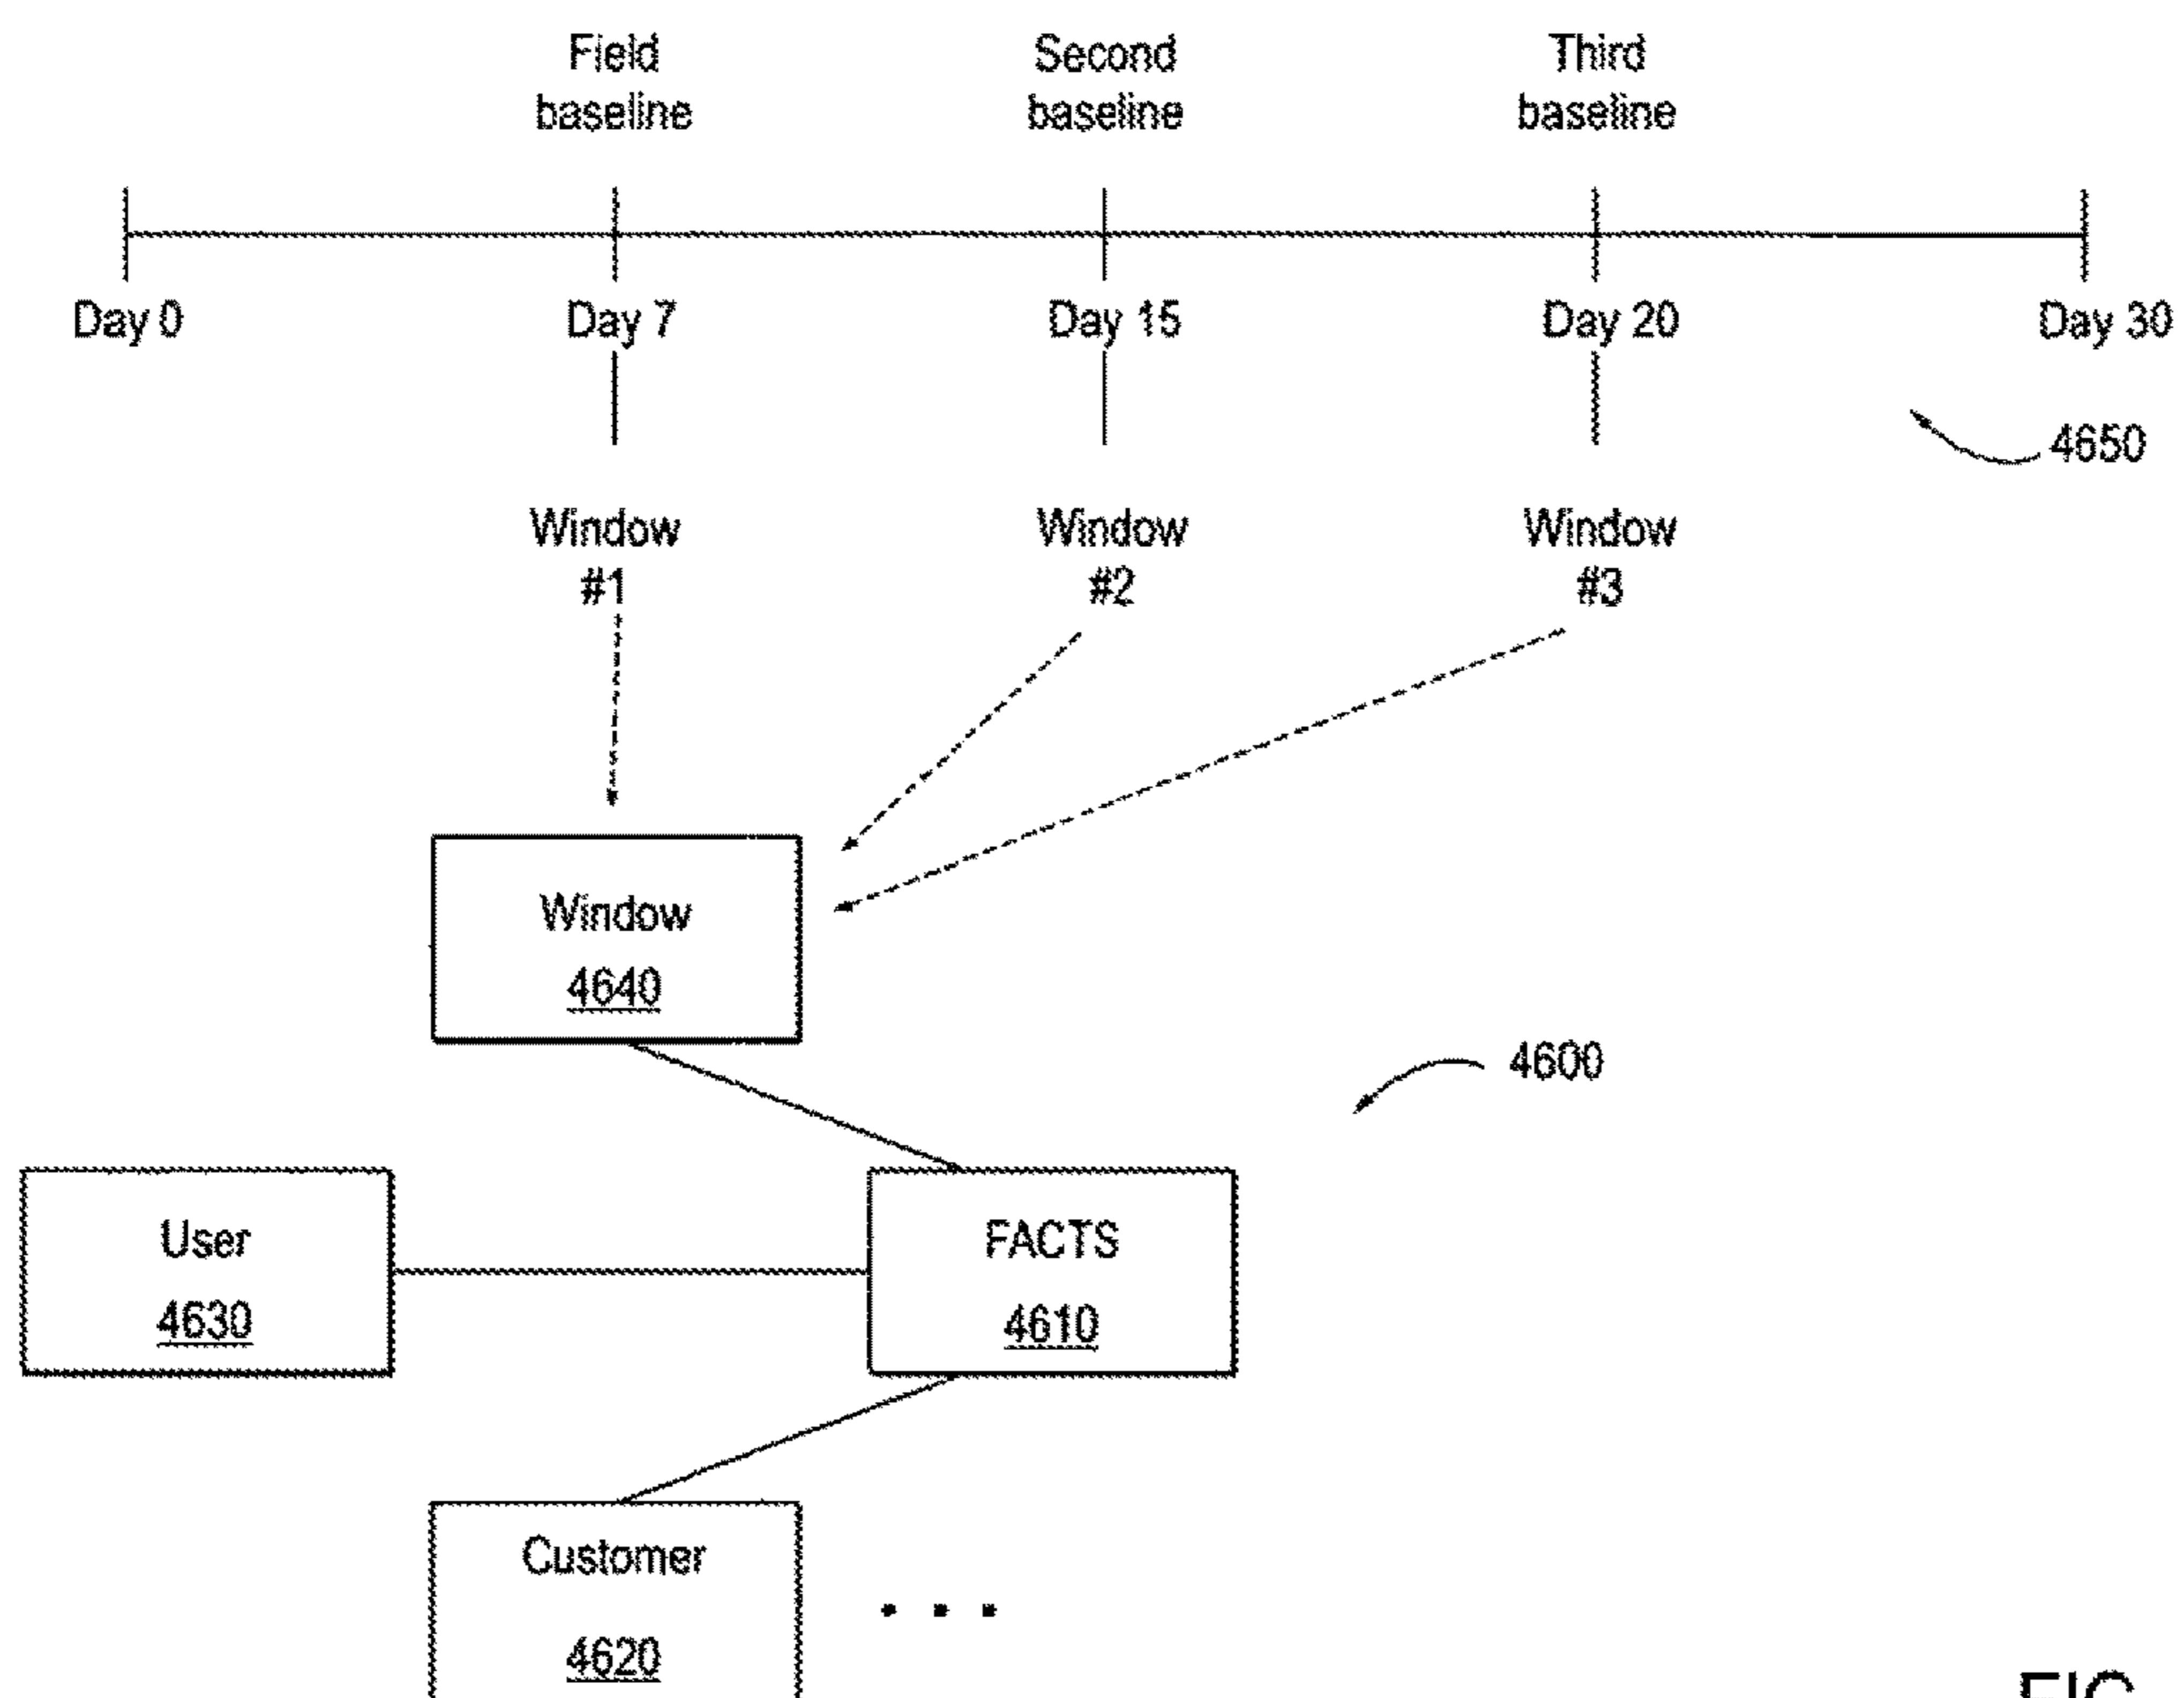 Field
baseline
Second
baseline
Third
baseline
Day 0
Day 7
Day 15
Day 20
Day 30
4650
Window
#1
Window
#2
Window
#3
Window
4640
4600
User
4630
FACTS
4610
Customer
4620
. . .
FIG